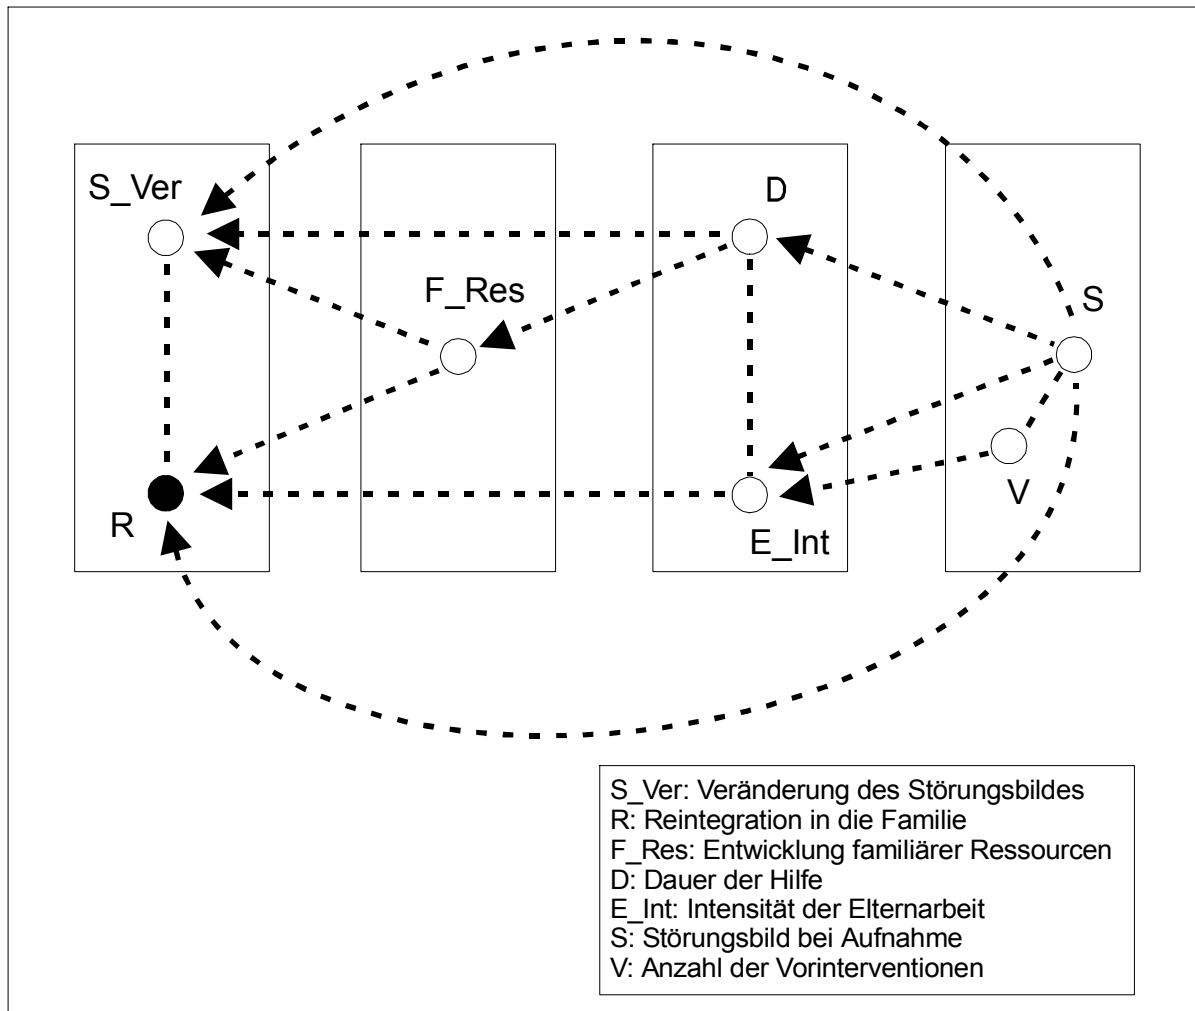 S_Ver
D
F_Res
S
R
E_Int
V
S_Ver: Veränderung des Störungsbildes
R: Reintegration in die Familie
F_Res: Entwicklung familiärer Ressourcen
D: Dauer der Hilfe
E_Int: Intensität der Elternarbeit
S: Störungsbild bei Aufnahme
V: Anzahl der Vorinterventionen